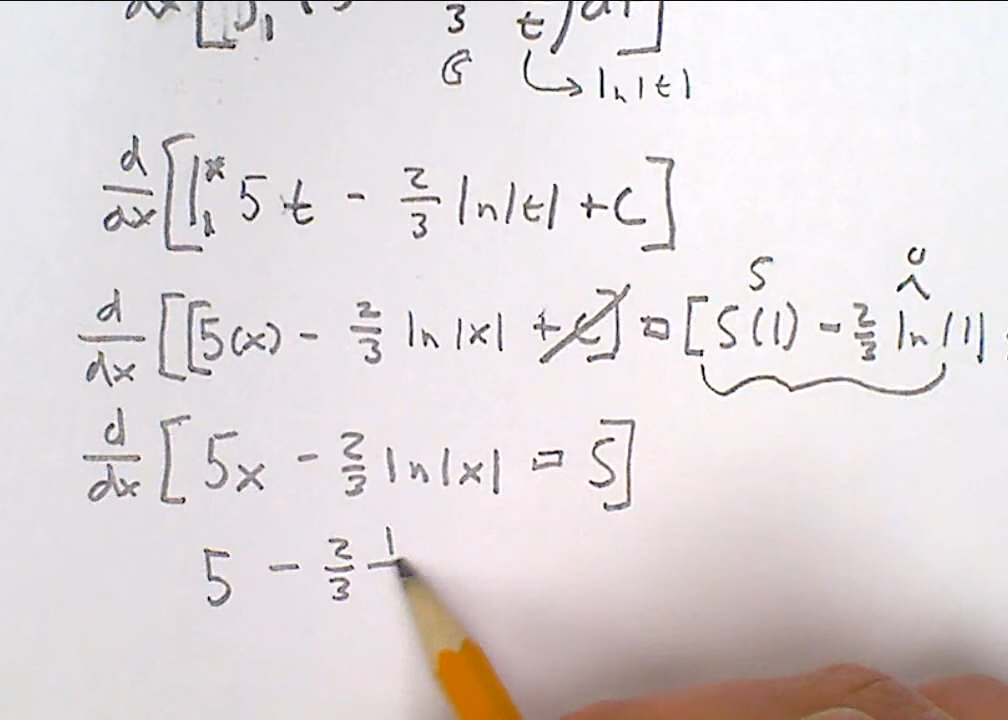 3 t
→ ln|t|
d/dx [|₁ˣ 5t - 2/3 ln|t| + C]
5 0
d/dx [[5(x) - 2/3 ln|x| + C] = [5(1) - 2/3 ln|1|
d/dx [5x - 2/3 ln|x| = 5]
5 - 2/3 1